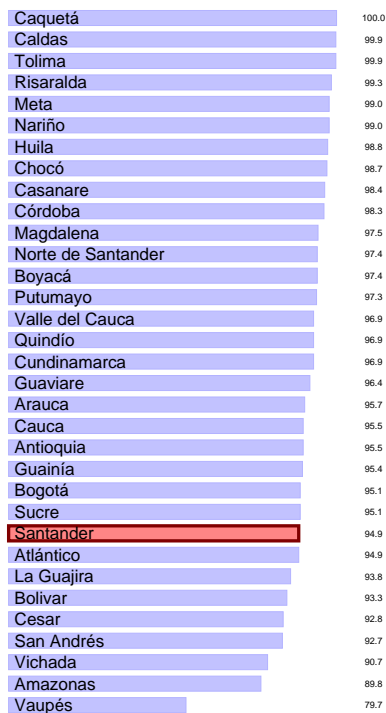 Caquetá 100.0
Caldas 99.9
Tolima 99.9
Risaralda 99.3
Meta 99.0
Nariño 99.0
Huila 98.8
Chocó 98.7
Casanare 98.4
Córdoba 98.3
Magdalena 97.5
Norte de Santander 97.4
Boyacá 97.4
Putumayo 97.3
Valle del Cauca 96.9
Quindío 96.9
Cundinamarca 96.9
Guaviare 96.4
Arauca 95.7
Cauca 95.5
Antioquia 95.5
Guainía 95.4
Bogotá 95.1
Sucre 95.1
Santander 94.9
Atlántico 94.9
La Guajira 93.8
Bolivar 93.3
Cesar 92.8
San Andrés 92.7
Vichada 90.7
Amazonas 89.8
Vaupés 79.7